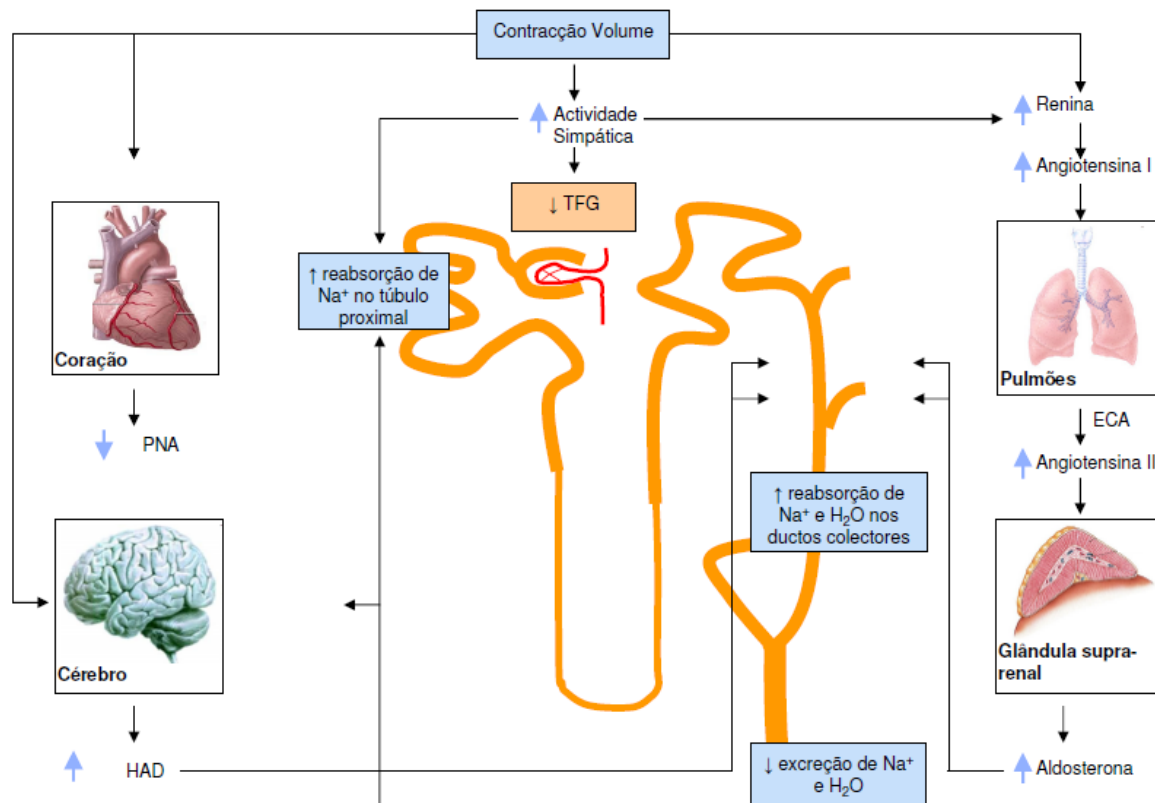 Contracção Volume
↑ Actividade
Simpática
↑ Renina
↑ Angiotensina I
↓ TFG
↑ reabsorção de
Na⁺ no túbulo
proximal
Coração
Pulmões
↓ PNA
ECA
↑ Angiotensina II
↑ reabsorção de
Na⁺ e H₂O nos
ductos colectores
Cérebro
Glândula supra-
renal
↑ HAD
↓ excreção de Na⁺
e H₂O
↑ Aldosterona